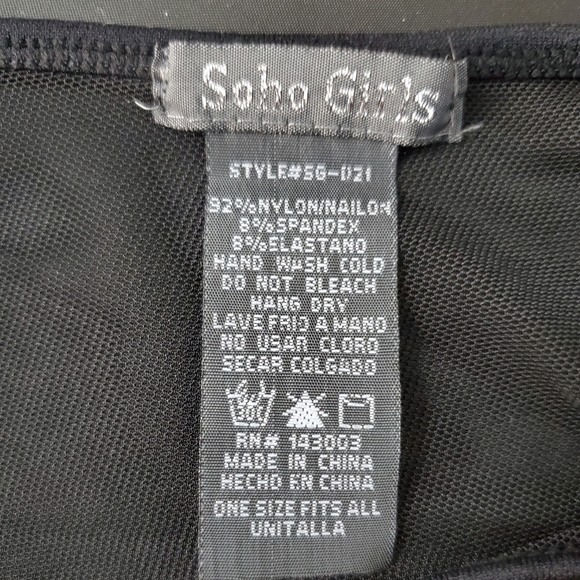 Soho Girls
STYLE#SG-021
92%NYLON/NAILON
8%SPANDEX
8%ELASTANO
HAND WASH COLD
DO NOT BLEACH
HANG DRY
LAVE FRIO A MANO
NO USAR CLORO
SECAR COLGADO
30
RN# 143003
MADE IN CHINA
HECHO EN CHINA
ONE SIZE FITS ALL
UNITALLA